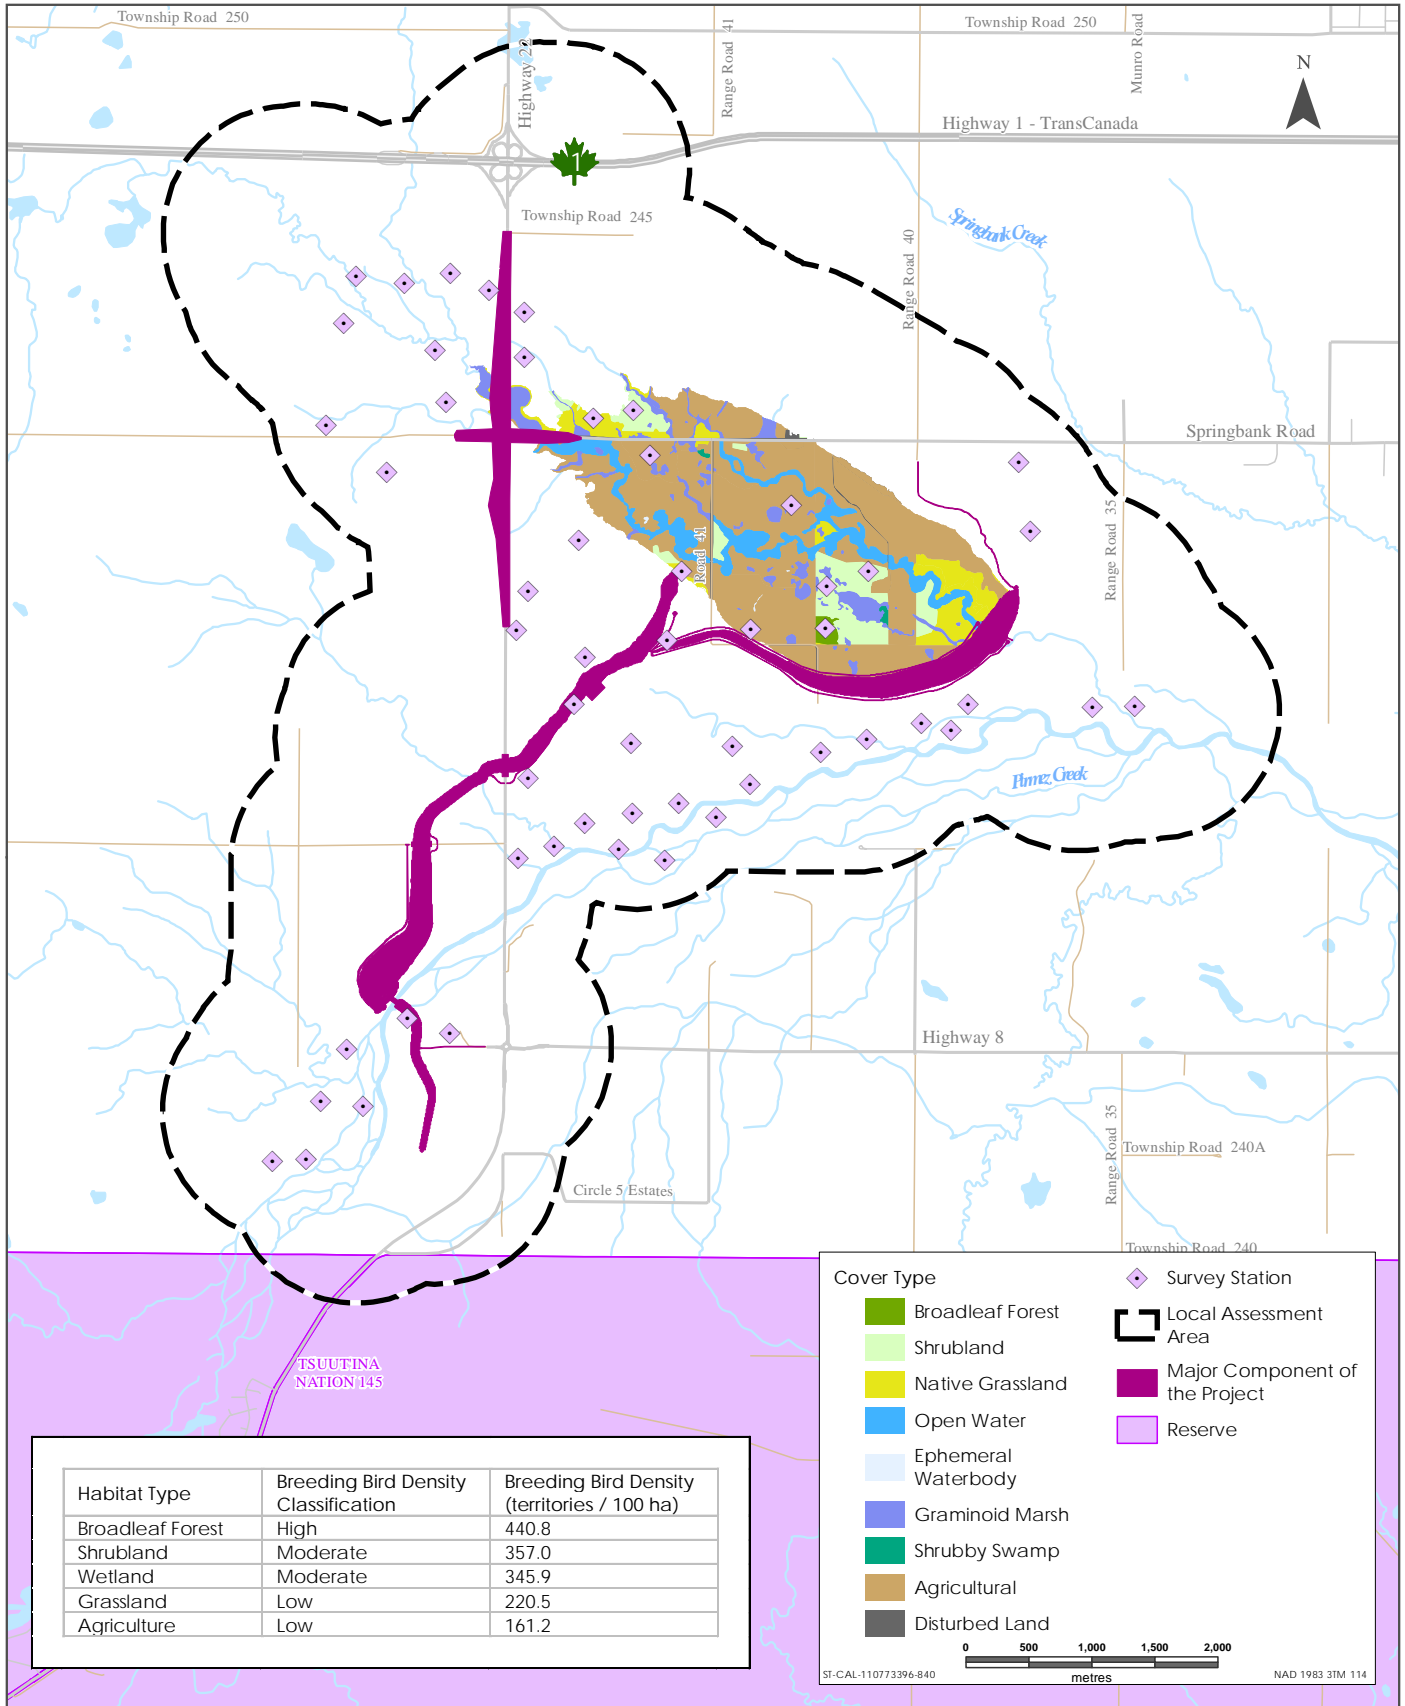 Township Road 250
Township Road 250
Highway 22
Range Road 41
Munro Road
N
Highway 1 - TransCanada
1
Township Road 245
Springbank Creek
Range Road 40
Springbank Road
Range Road 35
Road 41
Pirmez Creek
Highway 8
Range Road 35
Township Road 240A
Circle 5 Estates
Township Road 240
TSUUTINA
NATION 145
Cover Type
Broadleaf Forest
Shrubland
Native Grassland
Open Water
Ephemeral
Waterbody
Graminoid Marsh
Shrubby Swamp
Agricultural
Disturbed Land
Survey Station
Local Assessment
Area
Major Component of
the Project
Reserve
0 500 1,000 1,500 2,000
metres
ST-CAL-110773396-840
NAD 1983 3TM 114
Habitat Type Breeding Bird Density Classification Breeding Bird Density (territories / 100 ha)
Broadleaf Forest High 440.8
Shrubland Moderate 357.0
Wetland Moderate 345.9
Grassland Low 220.5
Agriculture Low 161.2